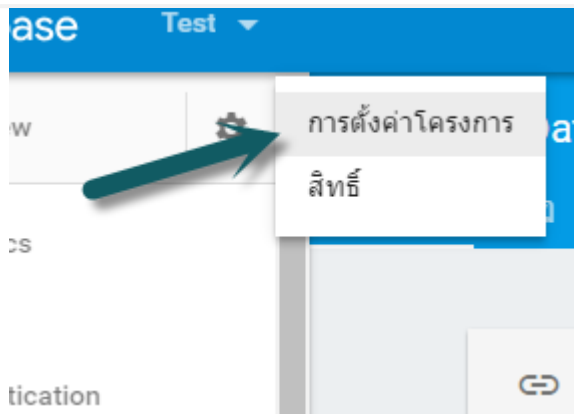 ase Test
ow
การตั้งค่าโครงการ
สิทธิ์
cs
tication